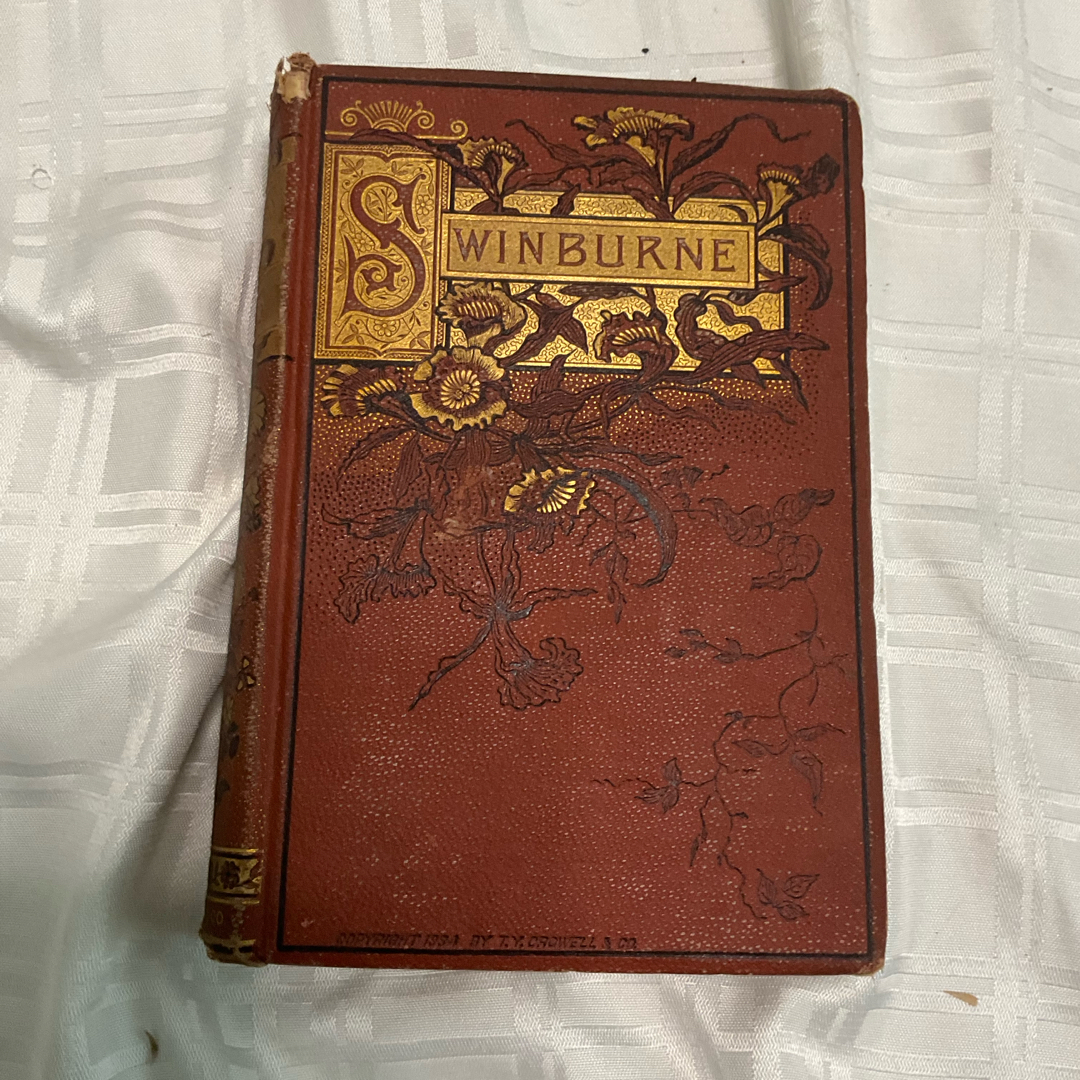 SWINBURNE
COPYRIGHT 1884 BY T.Y. CROWELL & CO.